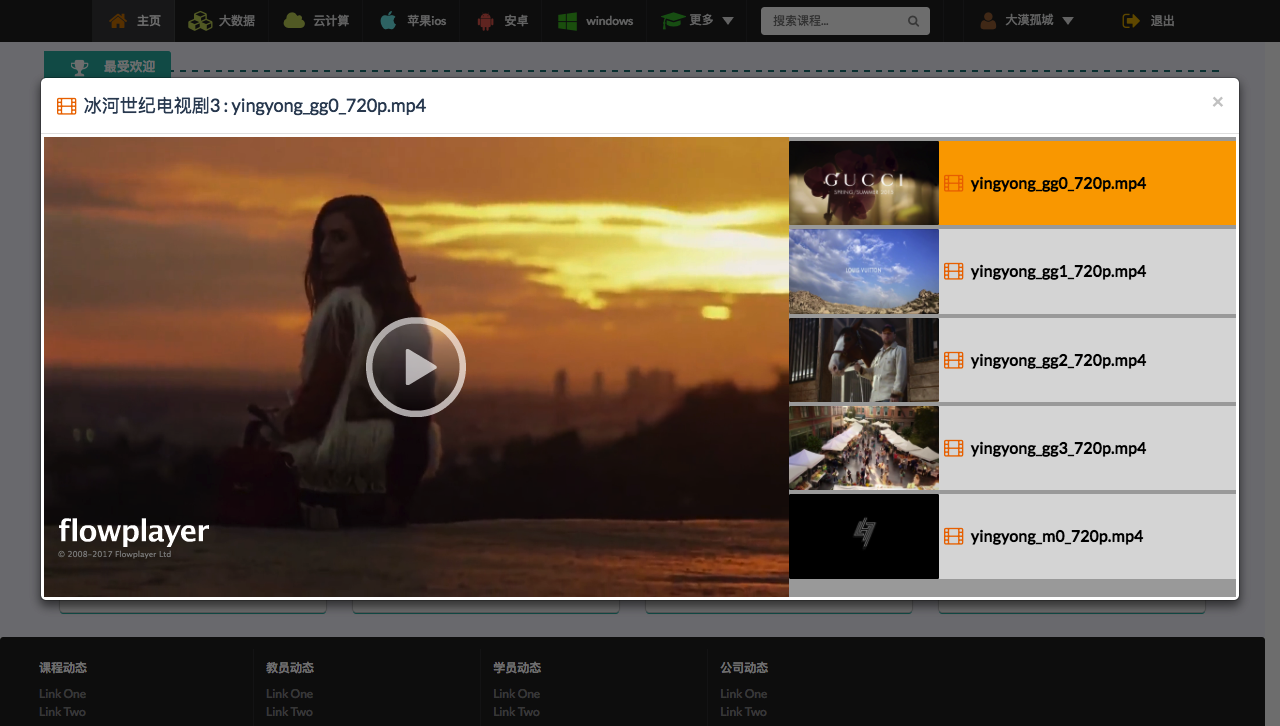 主页 大数据 云计算 苹果ios 安卓 windows 更多 搜索课程... 大漠孤城 退出
最受欢迎
冰河世纪电视剧3 : yingyong_gg0_720p.mp4 ×
GUCCI
SPRING/SUMMER 2013
yingyong_gg0_720p.mp4
LOUIS VUITTON
yingyong_gg1_720p.mp4
yingyong_gg2_720p.mp4
yingyong_gg3_720p.mp4
yingyong_m0_720p.mp4
flowplayer
© 2008-2017 Flowplayer Ltd
课程动态 教员动态 学员动态 公司动态
Link One Link One Link One Link One
Link Two Link Two Link Two Link Two